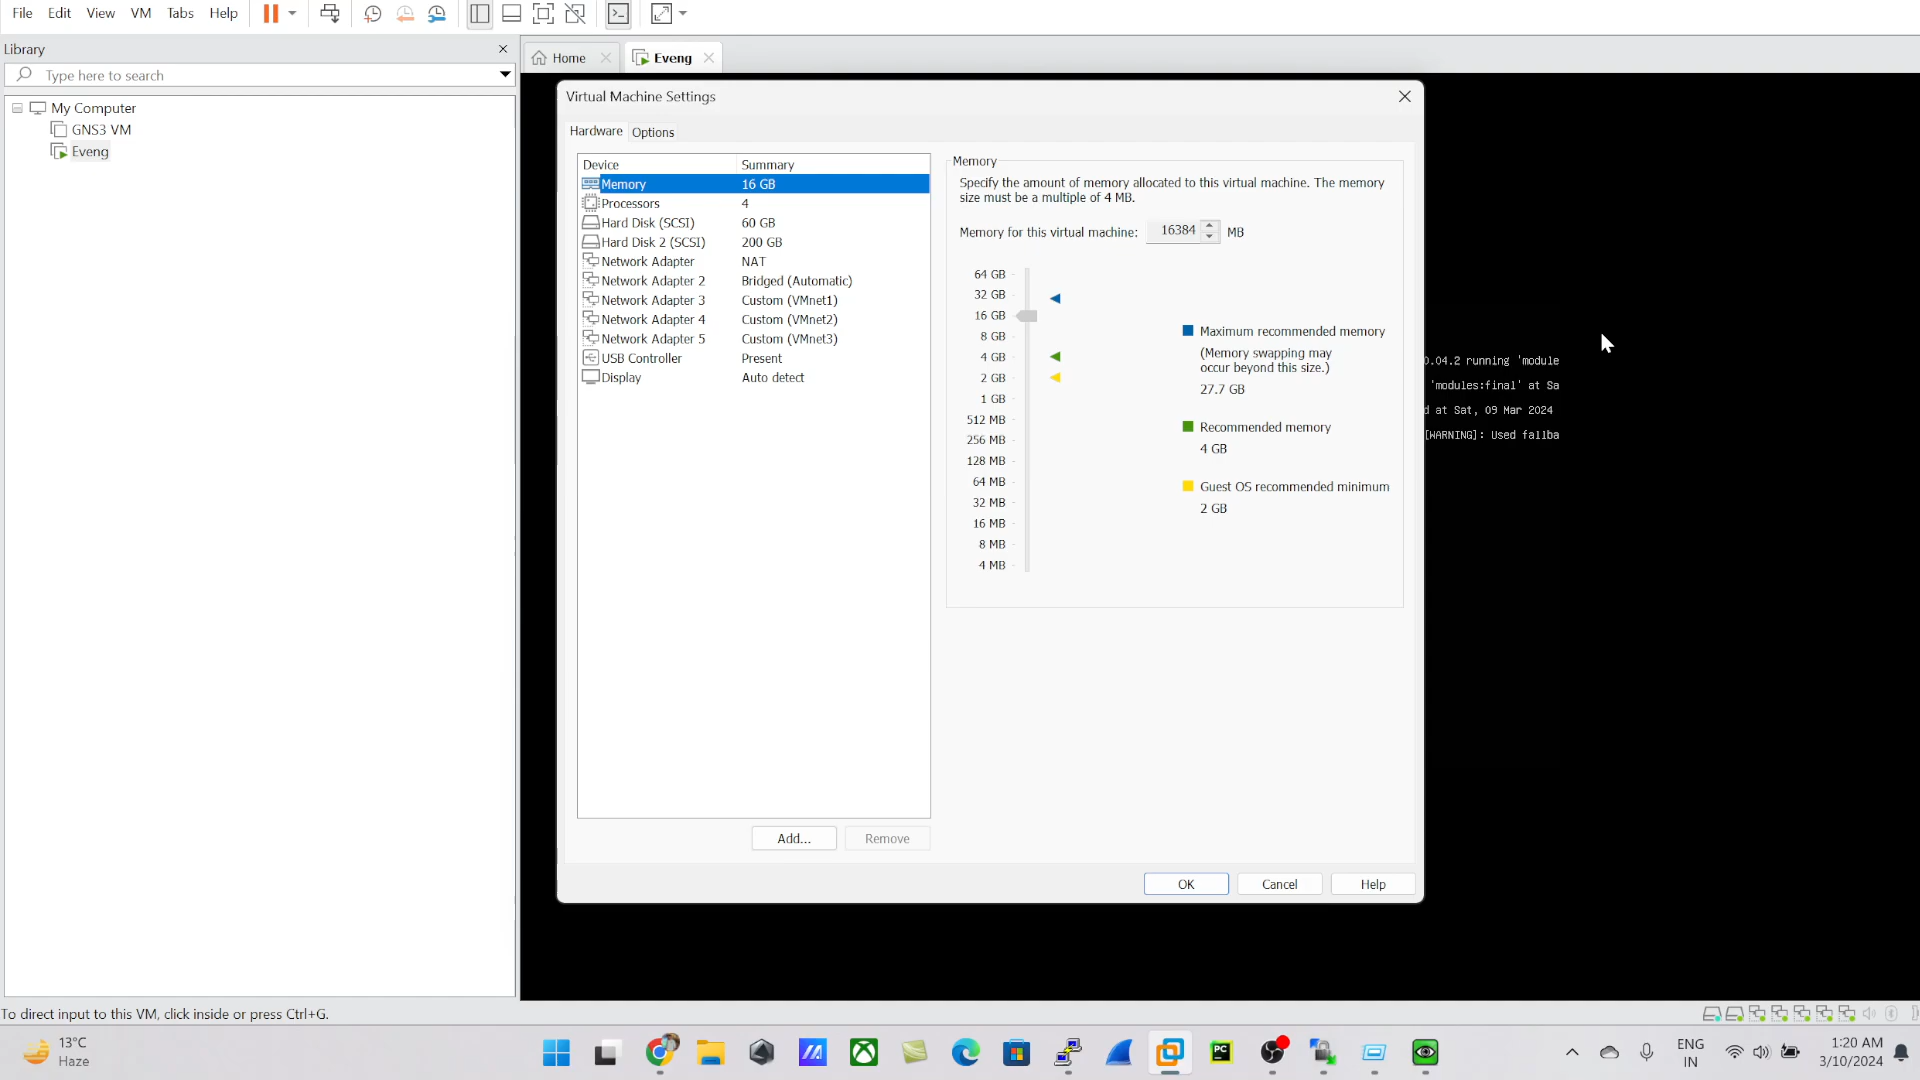 File Edit View VM Tabs Help
Library
Type here to search
My Computer
GNS3 VM
Eveng
Home
Eveng
Virtual Machine Settings
Hardware Options
Device Summary
Memory 16 GB
Processors 4
Hard Disk (SCSI) 60 GB
Hard Disk 2 (SCSI) 200 GB
Network Adapter NAT
Network Adapter 2 Bridged (Automatic)
Network Adapter 3 Custom (VMnet1)
Network Adapter 4 Custom (VMnet2)
Network Adapter 5 Custom (VMnet3)
USB Controller Present
Display Auto detect
Add... Remove
Memory
Specify the amount of memory allocated to this virtual machine. The memory
size must be a multiple of 4 MB.
Memory for this virtual machine: 16384 MB
64 GB
32 GB
16 GB
8 GB
4 GB
2 GB
1 GB
512 MB
256 MB
128 MB
64 MB
32 MB
16 MB
8 MB
4 MB
Maximum recommended memory
(Memory swapping may
occur beyond this size.)
27.7 GB
Recommended memory
4 GB
Guest OS recommended minimum
2 GB
OK Cancel Help
0.04.2 running 'module
'modules:final' at Sa
d at Sat, 09 Mar 2024
[WARNING]: Used fallba
To direct input to this VM, click inside or press Ctrl+G.
13°C
Haze
PC
ENG
IN
1:20 AM
3/10/2024